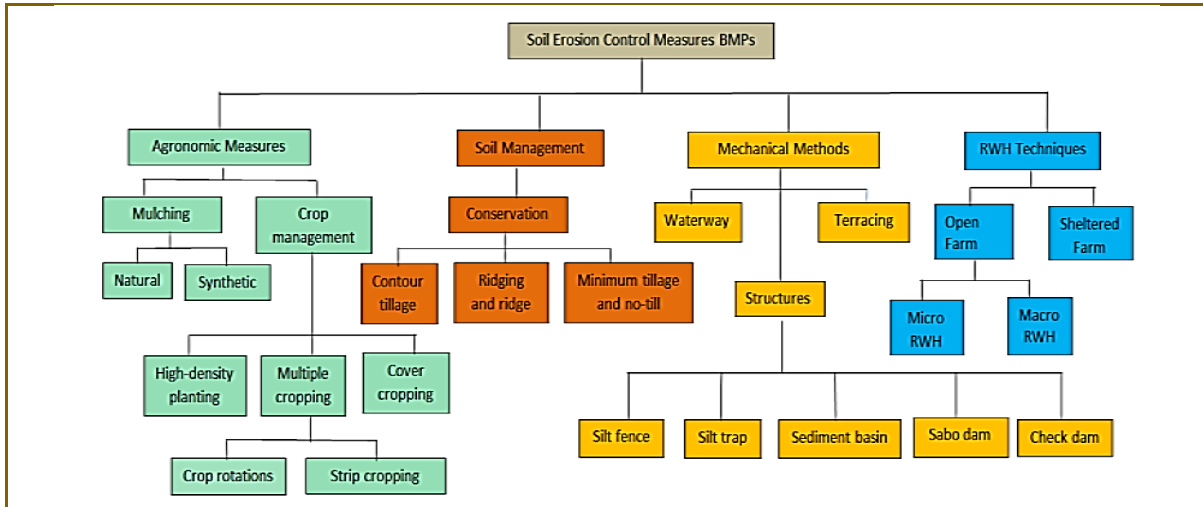 Soil Erosion Control Measures BMPs
Agronomic Measures
Soil Management
Mechanical Methods
RWH Techniques
Mulching
Crop
management
Conservation
Waterway
Terracing
Open
Farm
Sheltered
Farm
Natural
Synthetic
Contour
tillage
Ridging
and ridge
Minimum tillage
and no-till
Structures
Micro
RWH
Macro
RWH
High-density
planting
Multiple
cropping
Cover
cropping
Silt fence
Silt trap
Sediment basin
Sabo dam
Check dam
Crop rotations
Strip cropping